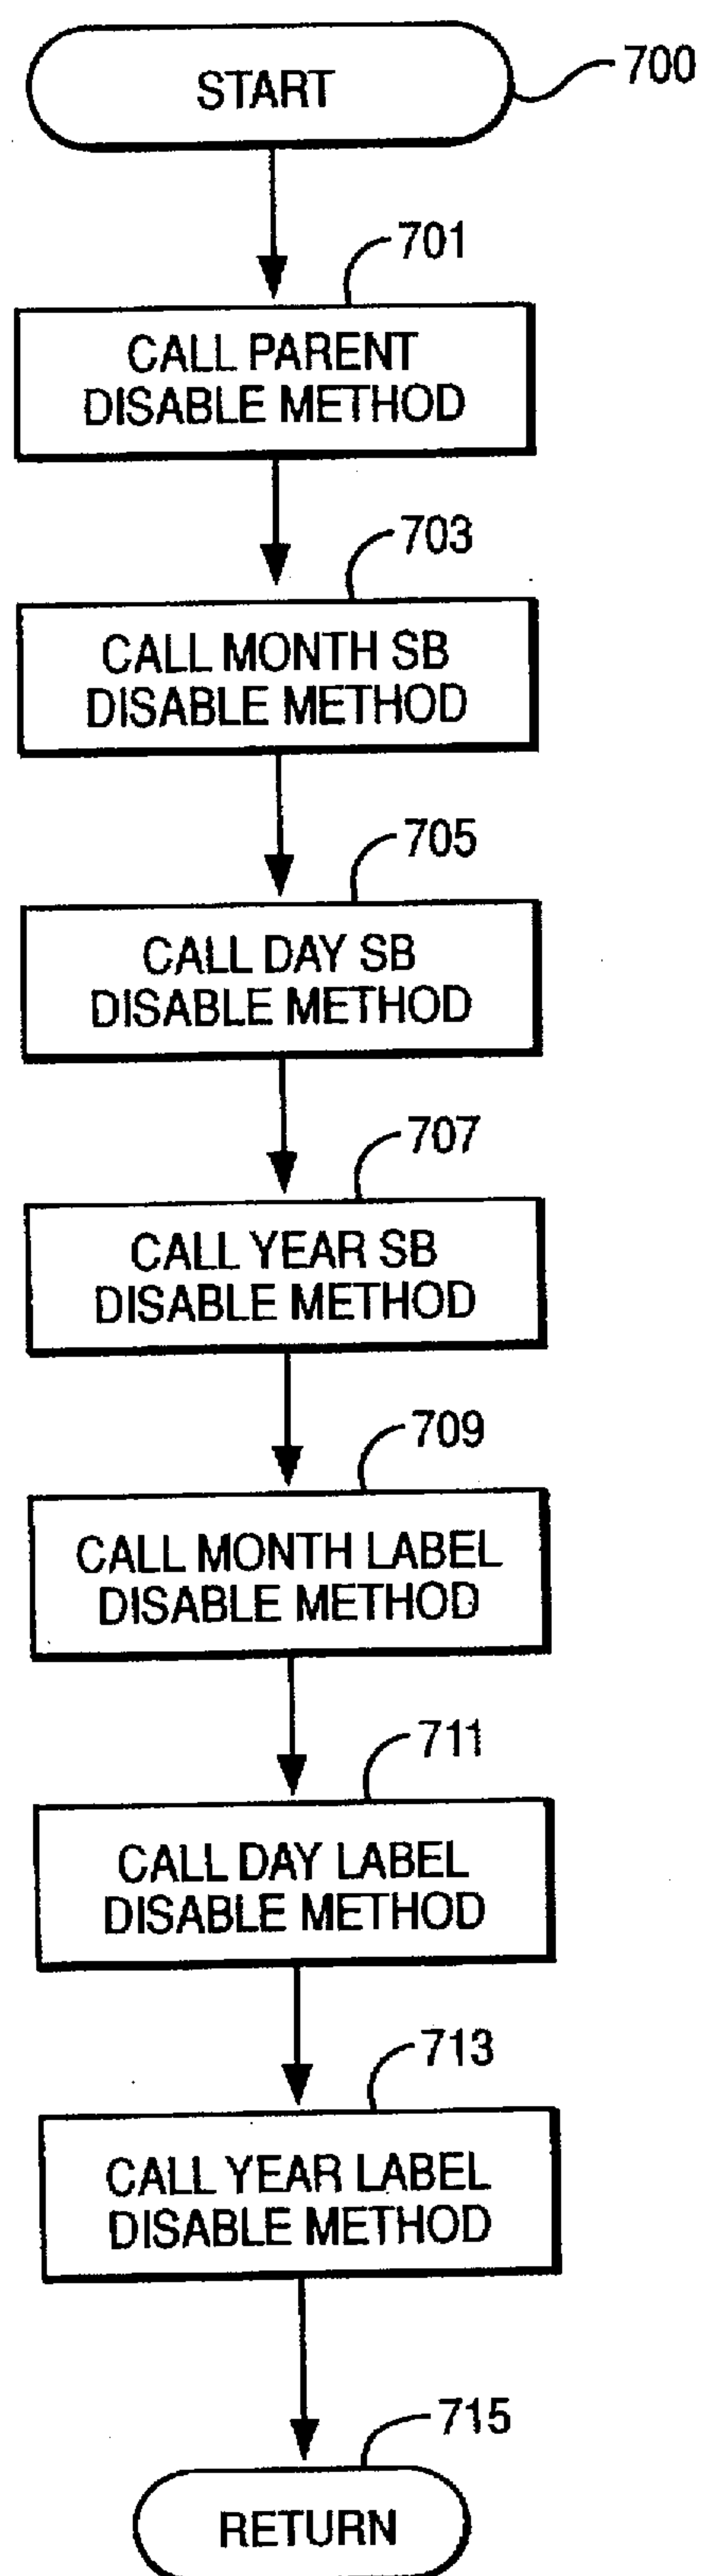 START
700
701
CALL PARENT
DISABLE METHOD
703
CALL MONTH SB
DISABLE METHOD
705
CALL DAY SB
DISABLE METHOD
707
CALL YEAR SB
DISABLE METHOD
709
CALL MONTH LABEL
DISABLE METHOD
711
CALL DAY LABEL
DISABLE METHOD
713
CALL YEAR LABEL
DISABLE METHOD
715
RETURN